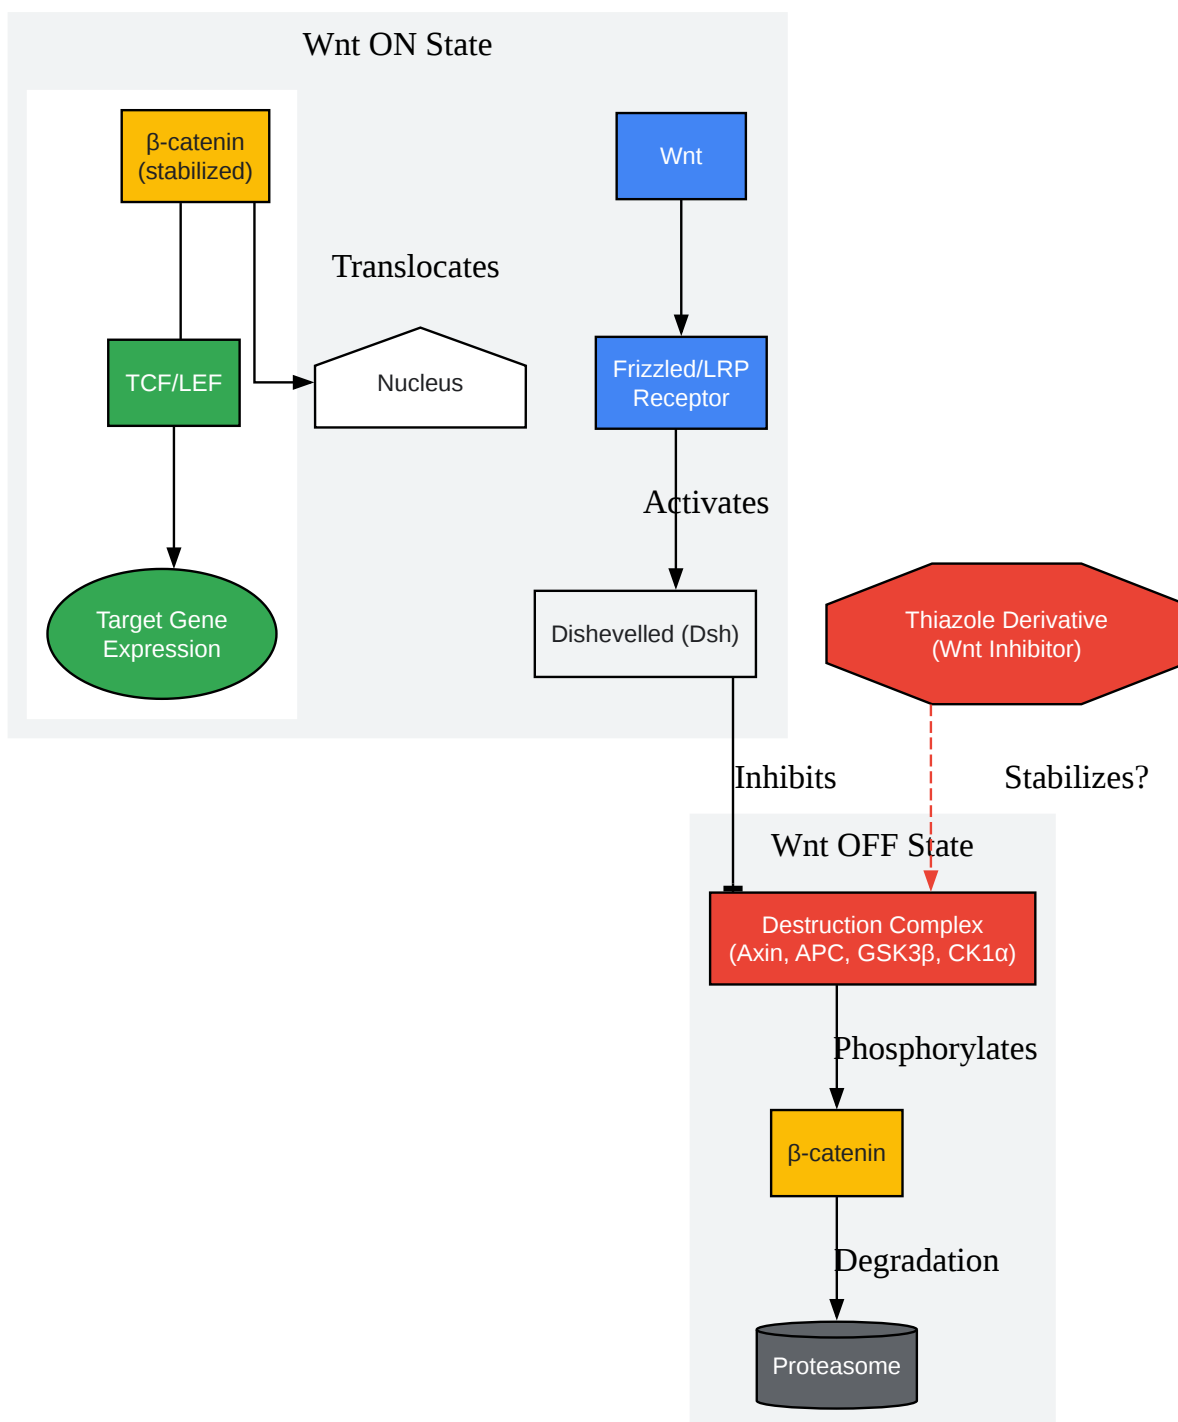 Wnt ON State
β-catenin
(stabilized)
Wnt
Translocates
TCF/LEF
Nucleus
Frizzled/LRP
Receptor
Activates
Target Gene
Expression
Dishevelled (Dsh)
Thiazole Derivative
(Wnt Inhibitor)
Inhibits
Stabilizes?
Wnt OFF State
Destruction Complex
(Axin, APC, GSK3β, CK1α)
Phosphorylates
β-catenin
Degradation
Proteasome